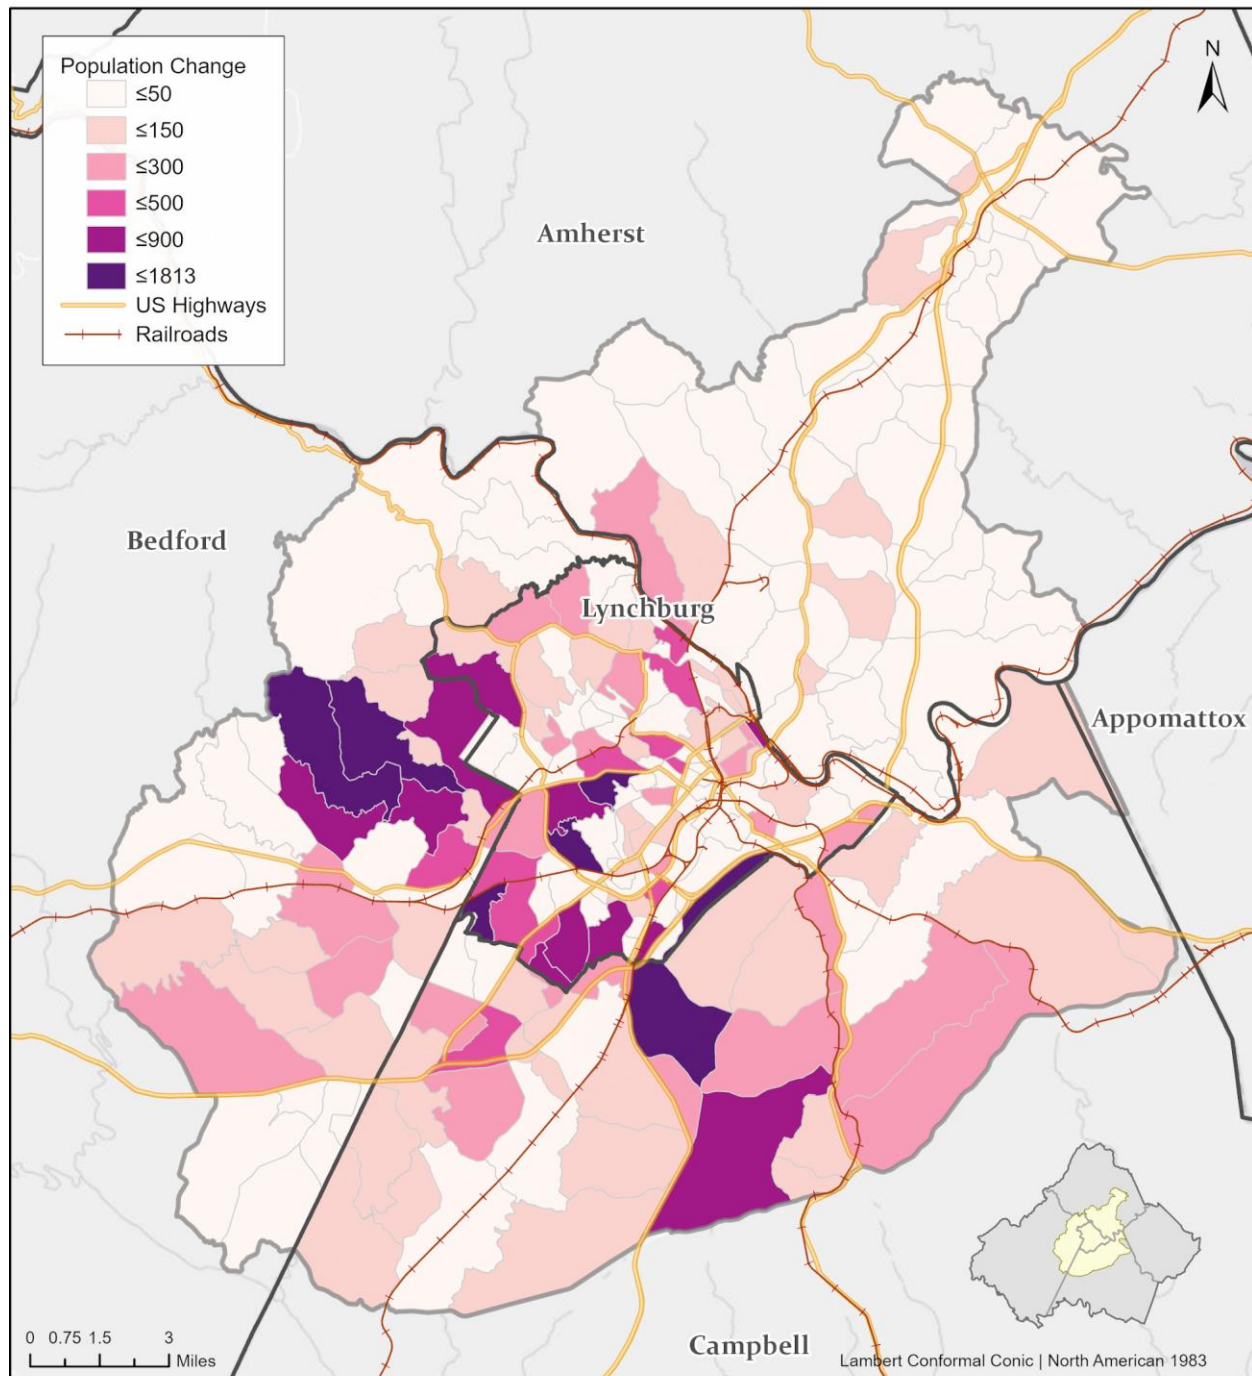 Population Change
≤50
≤150
≤300
≤500
≤900
≤1813
US Highways
Railroads
N
Amherst
Bedford
Lynchburg
Appomattox
Campbell
0 0.75 1.5 3
Miles
Lambert Conformal Conic | North American 1983